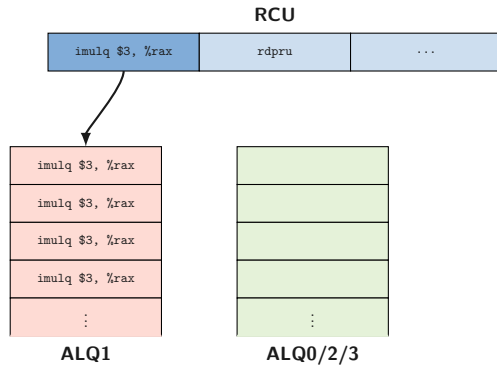 RCU
imulq $3, %rax rdpru ...
imulq $3, %rax
imulq $3, %rax
imulq $3, %rax
imulq $3, %rax
⋮
ALQ1 ALQ0/2/3